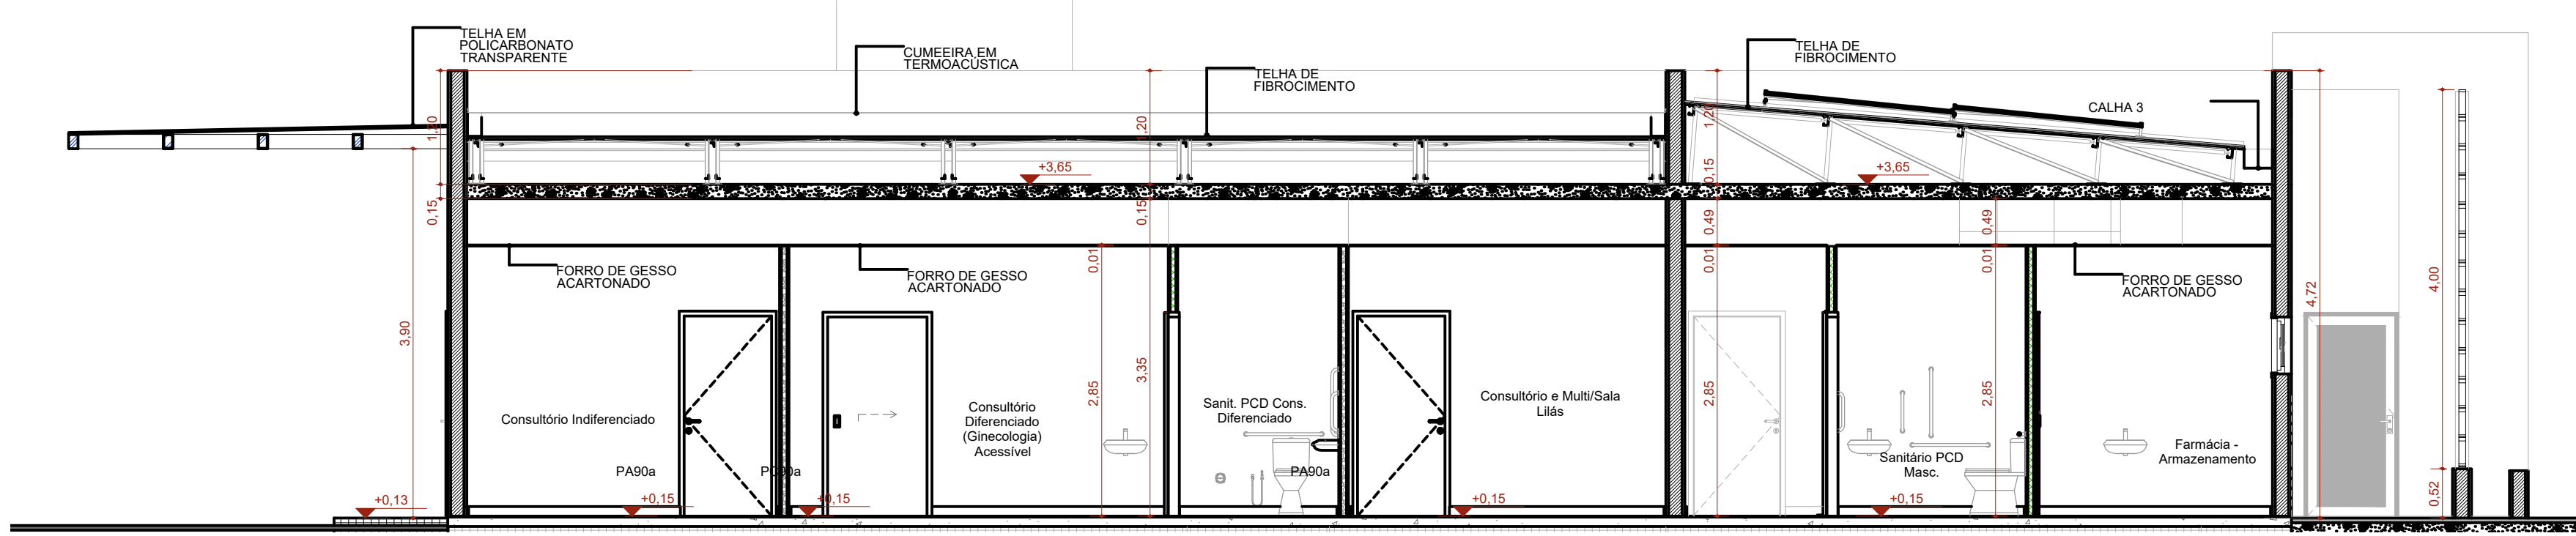 TELHA EM
POLICARBONATO
TRANSPARENTE
CUMEEIRA EM
TERMOACÚSTICA
TELHA DE
FIBROCIMENTO
TELHA DE
FIBROCIMENTO
CALHA 3
1,20
1,20
1,20
0,15
+3,65
+3,65
0,15
0,15
0,49
0,49
0,01
0,01
0,01
FORRO DE GESSO
ACARTONADO
FORRO DE GESSO
ACARTONADO
FORRO DE GESSO
ACARTONADO
3,90
2,85
3,35
2,85
2,85
4,72
4,00
0,52
Consultório Indiferenciado
Consultório
Diferenciado
(Ginecologia)
Acessível
Sanit. PCD Cons.
Diferenciado
Consultório e Multi/Sala
Lilás
Sanitário PCD
Masc.
Farmácia -
Armazenamento
PA90a
PA90a
+0,13
+0,15
+0,15
+0,15
+0,15